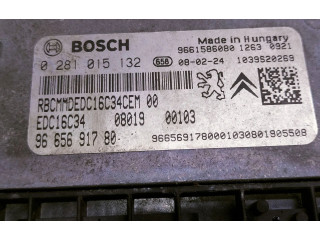 BOSCH
Made in Hungary
9661586080 1263 0921
0 281 015 132 658 08-02-24 1039S20269
RBCMMDEDC16C34CEM 00
EDC16C34 08019 00103
96 656 917 80 9665691780001030801905508